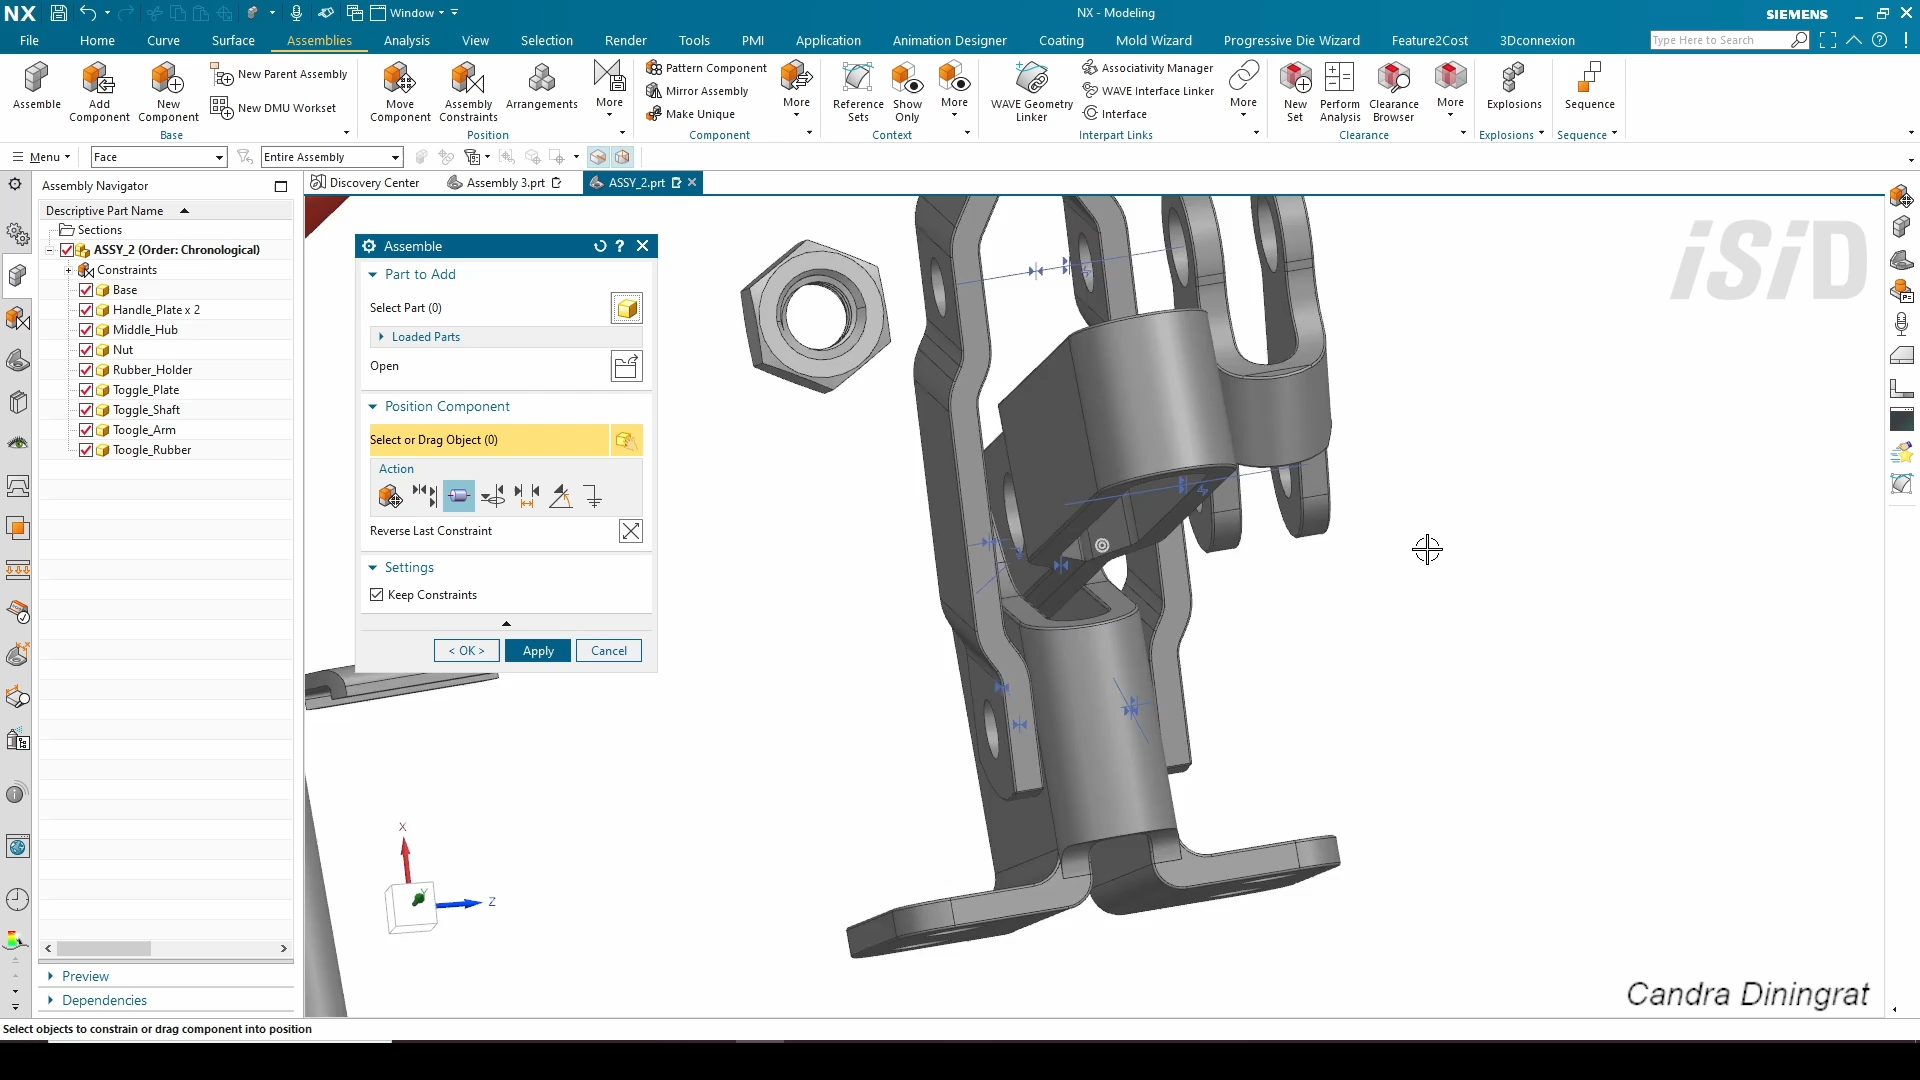 NX
Window
NX - Modeling
SIEMENS
File
Home
Curve
Surface
Assemblies
Analysis
View
Selection
Render
Tools
PMI
Application
Animation Designer
Coating
Mold Wizard
Progressive Die Wizard
Feature2Cost
3Dconnexion
Type Here to Search
Assemble
Add Component
New Component
New Parent Assembly
New DMU Workset
Base
Move Component
Assembly Constraints
Arrangements
More
Position
Pattern Component
Mirror Assembly
Make Unique
More
Component
Reference Sets
Show Only
More
Context
WAVE Geometry Linker
Associativity Manager
WAVE Interface Linker
Interface
More
Interpart Links
New Set
Perform Analysis
Clearance Browser
More
Clearance
Explosions
Explosions
Sequence
Sequence
Menu
Face
Entire Assembly
Assembly Navigator
Discovery Center
Assembly 3.prt
ASSY_2.prt
Descriptive Part Name
Sections
ASSY_2 (Order: Chronological)
Constraints
Base
Handle_Plate x 2
Middle_Hub
Nut
Rubber_Holder
Toggle_Plate
Toggle_Shaft
Toogle_Arm
Toogle_Rubber
Preview
Dependencies
Assemble
Part to Add
Select Part (0)
Loaded Parts
Open
Position Component
Select or Drag Object (0)
Action
Reverse Last Constraint
Settings
Keep Constraints
< OK >
Apply
Cancel
iSiD
X
Y
Z
Candra Diningrat
Select objects to constrain or drag component into position